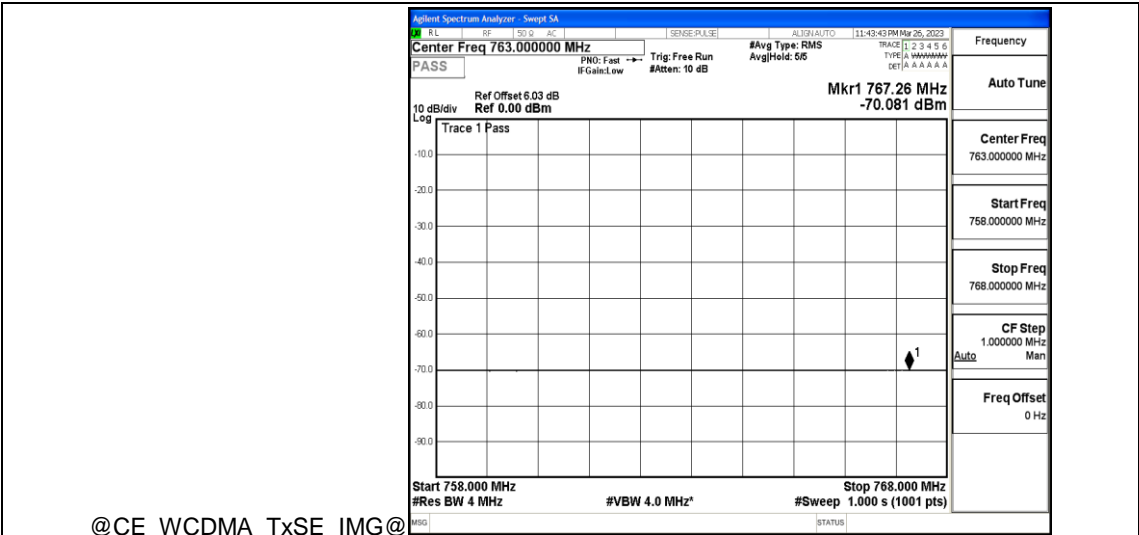 Agilent Spectrum Analyzer - Swept SA
RL RF 50 Ω AC SENSE:PULSE ALIGNAUTO 11:43:43 PM Mar 26, 2023
Center Freq 763.000000 MHz
PASS
PNO: Fast
IFGain:Low
Trig: Free Run
#Atten: 10 dB
#Avg Type: RMS
Avg|Hold: 5/5
TRACE 1 2 3 4 5 6
TYPE A WWWWW
DET A A A A A A
Frequency
Ref Offset 6.03 dB
10 dB/div Ref 0.00 dBm
Log
Mkr1 767.26 MHz
-70.081 dBm
Trace 1 Pass
-10.0
-20.0
-30.0
-40.0
-50.0
-60.0
-70.0
-80.0
-90.0
1
Start 758.000 MHz Stop 768.000 MHz
#Res BW 4 MHz #VBW 4.0 MHz* #Sweep 1.000 s (1001 pts)
MSG STATUS
Auto Tune
Center Freq
763.000000 MHz
Start Freq
758.000000 MHz
Stop Freq
768.000000 MHz
CF Step
1.000000 MHz
Auto Man
Freq Offset
0 Hz
@CE_WCDMA_TxSE_IMG@